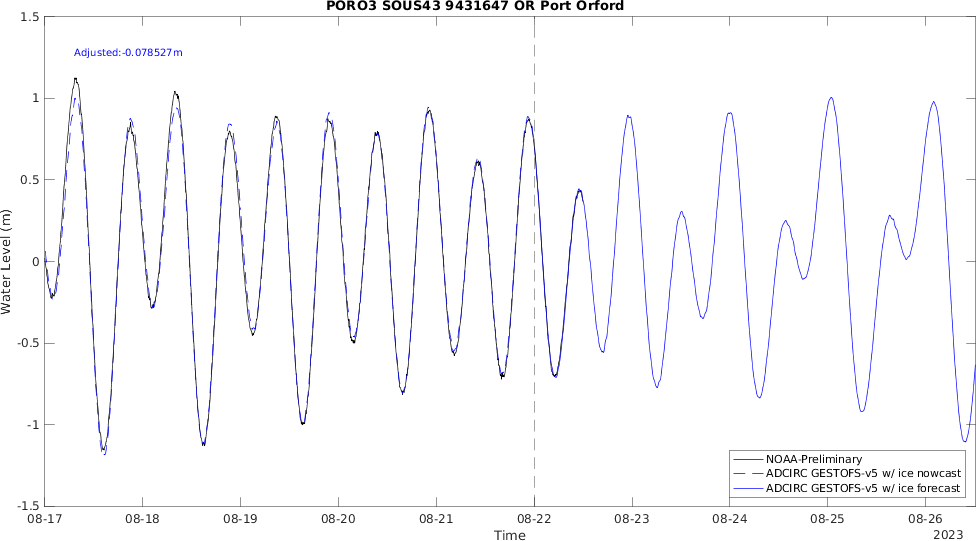 PORO3 SOUS43 9431647 OR Port Orford
Adjusted:-0.078527m
1.5
1
0.5
0
-0.5
-1
-1.5
Water Level (m)
NOAA-Preliminary
ADCIRC GESTOFS-v5 w/ ice nowcast
ADCIRC GESTOFS-v5 w/ ice forecast
08-17 08-18 08-19 08-20 08-21 08-22 08-23 08-24 08-25 08-26
Time
2023